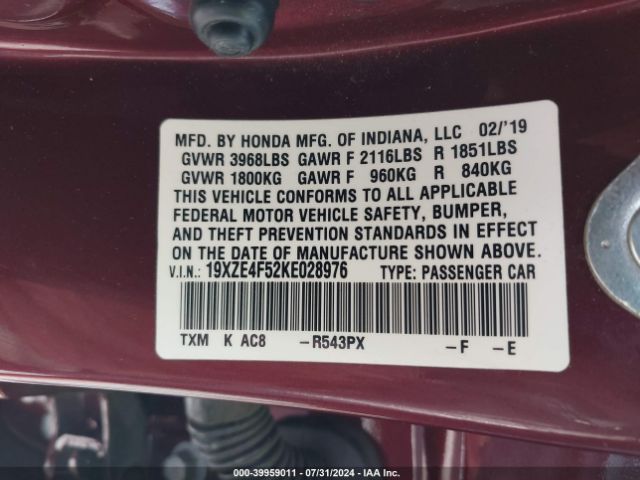 MFD. BY HONDA MFG. OF INDIANA, LLC 02/'19
GVWR 3968LBS GAWR F 2116LBS R 1851LBS
GVWR 1800KG GAWR F 960KG R 840KG
THIS VEHICLE CONFORMS TO ALL APPLICABLE
FEDERAL MOTOR VEHICLE SAFETY, BUMPER,
AND THEFT PREVENTION STANDARDS IN EFFECT
ON THE DATE OF MANUFACTURE SHOWN ABOVE.
V.I.N.: 19XZE4F52KE028976 TYPE: PASSENGER CAR
TXM K AC8 -R543PX -F -E
000-39959011 - 07/31/2024 - IAA Inc.